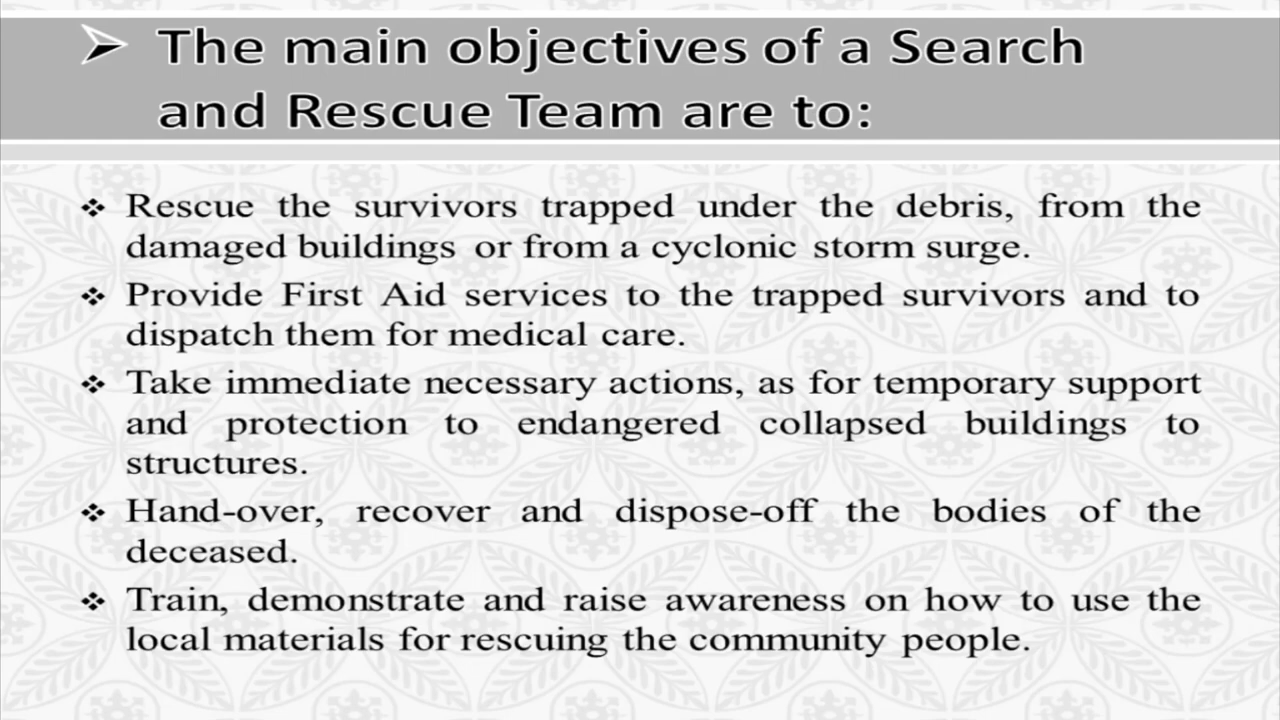 The main objectives of a Search
and Rescue Team are to:
Rescue the survivors trapped under the debris, from the
damaged buildings or from a cyclonic storm surge.
Provide First Aid services to the trapped survivors and to
dispatch them for medical care.
Take immediate necessary actions, as for temporary support
and protection to endangered collapsed buildings to
structures.
Hand-over, recover and dispose-off the bodies of the
deceased.
Train, demonstrate and raise awareness on how to use the
local materials for rescuing the community people.